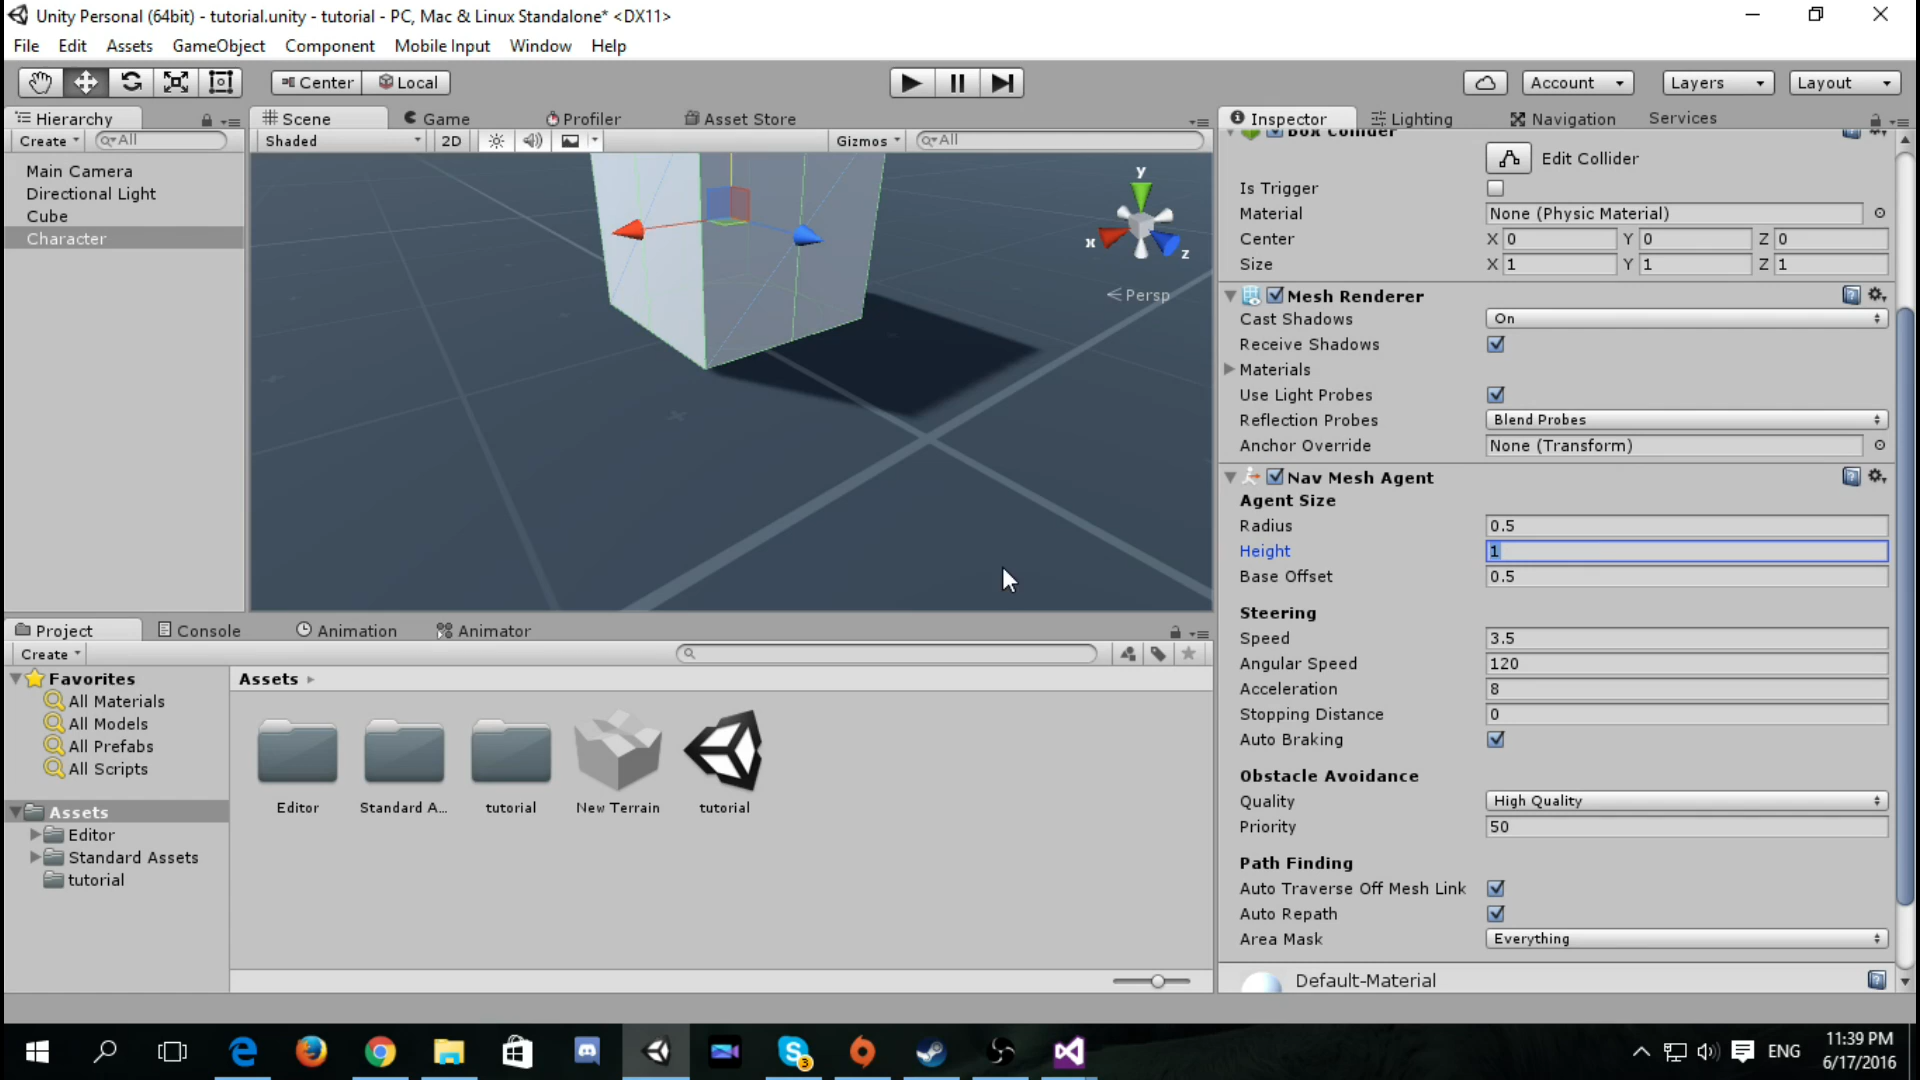 Unity Personal (64bit) - tutorial.unity - tutorial - PC, Mac & Linux Standalone* <DX11>
File Edit Assets GameObject Component Mobile Input Window Help
Center Local Account Layers Layout
Hierarchy
Create All
Main Camera
Directional Light
Cube
Character
Scene Game Profiler Asset Store
Shaded 2D Gizmos All
y
x
z
Persp
Inspector Lighting Navigation Services
Box Collider
Edit Collider
Is Trigger
Material None (Physic Material)
Center X 0 Y 0 Z 0
Size X 1 Y 1 Z 1
Mesh Renderer
Cast Shadows On
Receive Shadows
Materials
Use Light Probes
Reflection Probes Blend Probes
Anchor Override None (Transform)
Nav Mesh Agent
Agent Size
Radius 0.5
Height 1
Base Offset 0.5
Steering
Speed 3.5
Angular Speed 120
Acceleration 8
Stopping Distance 0
Auto Braking
Obstacle Avoidance
Quality High Quality
Priority 50
Path Finding
Auto Traverse Off Mesh Link
Auto Repath
Area Mask Everything
Default-Material
Project Console Animation Animator
Create
Favorites
All Materials
All Models
All Prefabs
All Scripts
Assets
Editor
Standard Assets
tutorial
Assets
Editor Standard A... tutorial New Terrain tutorial
3
ENG
11:39 PM
6/17/2016